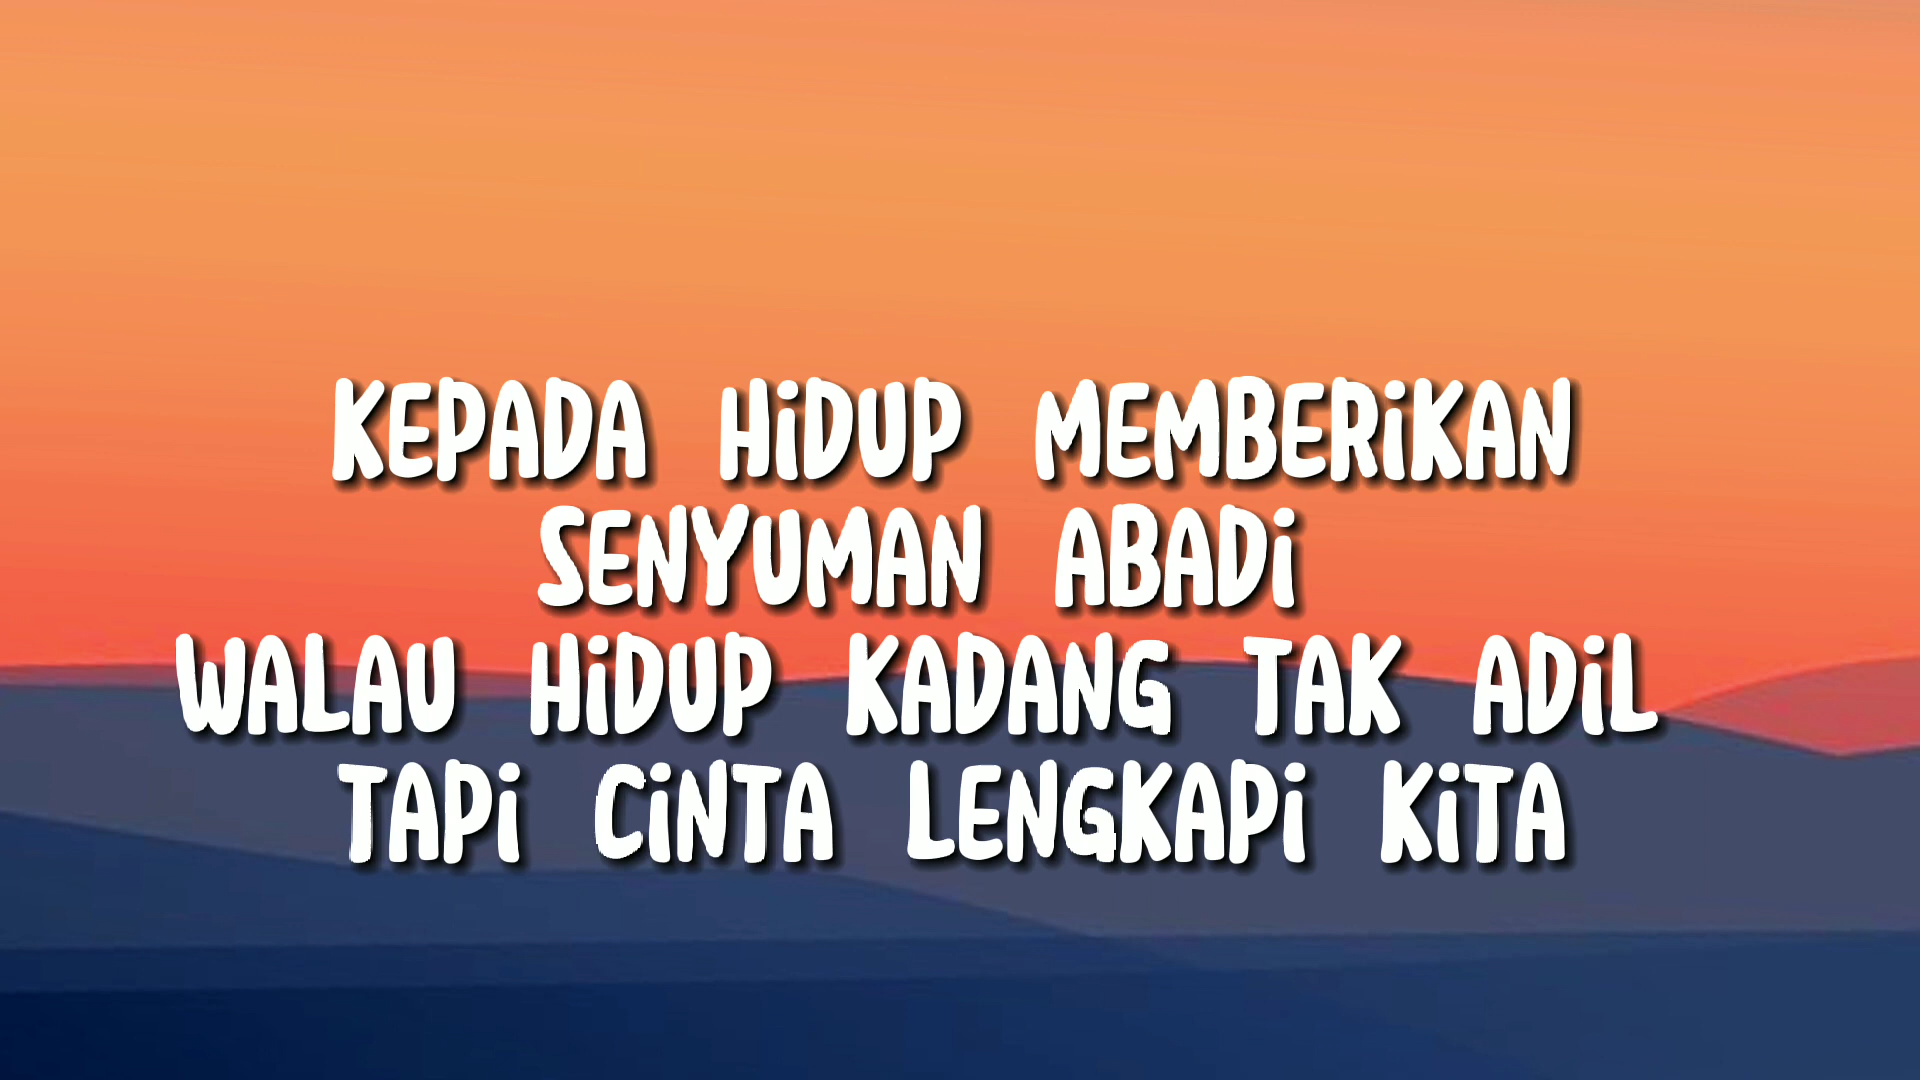 KEPADA HiDUP MEMBERiKAN
SENYUMAN ABADi
WALAU HiDUP KADANG TAK ADiL
TAPi CiNTA LENGKAPi KiTA